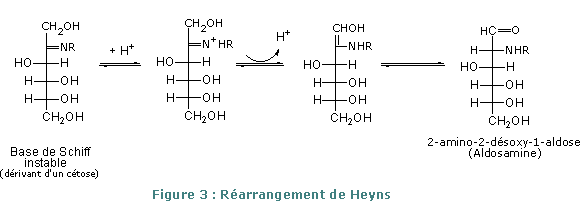 CH₂OH
=NR
HO H
H OH
H OH
CH₂OH
+ H⁺
CH₂OH
=N⁺HR
HO H
H OH
H OH
CH₂OH
H⁺
CHOH
NHR
HO H
H OH
H OH
CH₂OH
CH=O
H NHR
HO H
H OH
H OH
CH₂OH
Base de Schiff
instable
(dérivant d'un cétose)
2-amino-2-désoxy-1-aldose
(Aldosamine)
Figure 3 : Réarrangement de Heyns